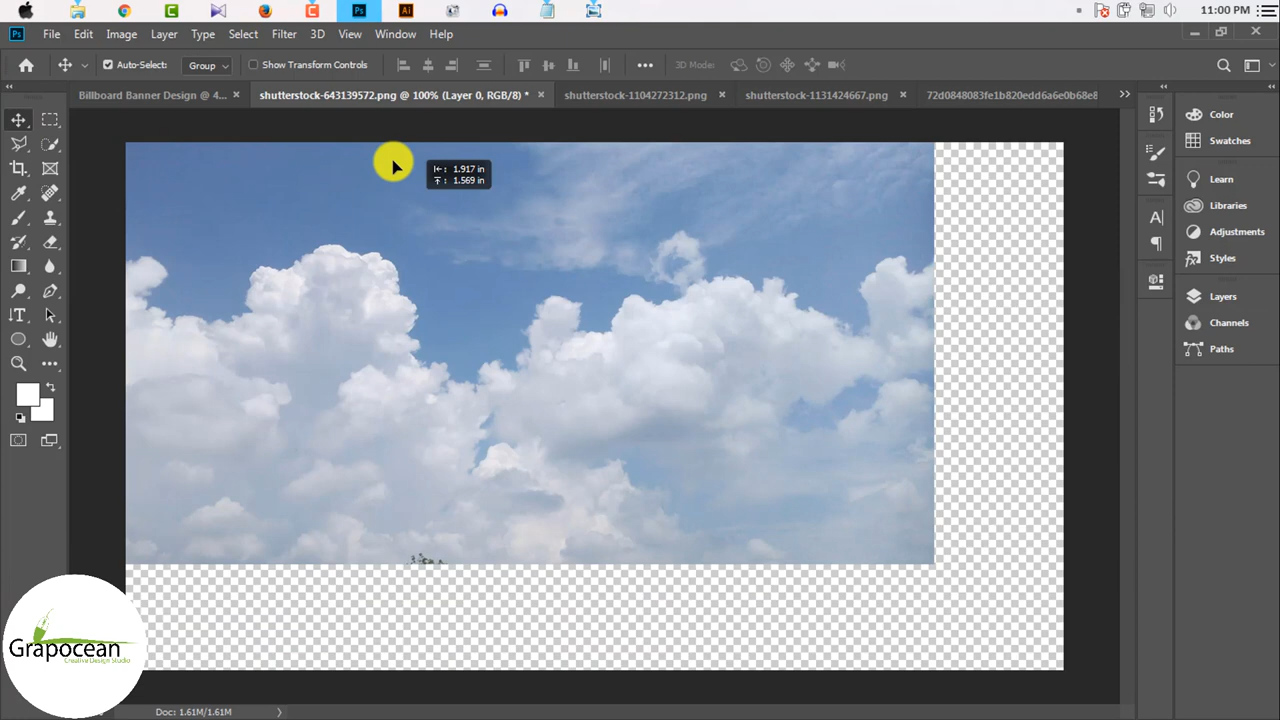 11:00 PM
Ps
File Edit Image Layer Type Select Filter 3D View Window Help
Auto-Select: Group Show Transform Controls 3D Mode:
Billboard Banner Design @ 4... × shutterstock-643139572.png @ 100% (Layer 0, RGB/8) * × shutterstock-1104272312.png × shutterstock-1131424667.png × 72d0848083fe1b820edd6a6e0b68e8
: 1.917 in
: 1.569 in
Color
Swatches
Learn
Libraries
Adjustments
Styles
Layers
Channels
Paths
Grapocean
Creative Design Studio
Doc: 1.61M/1.61M